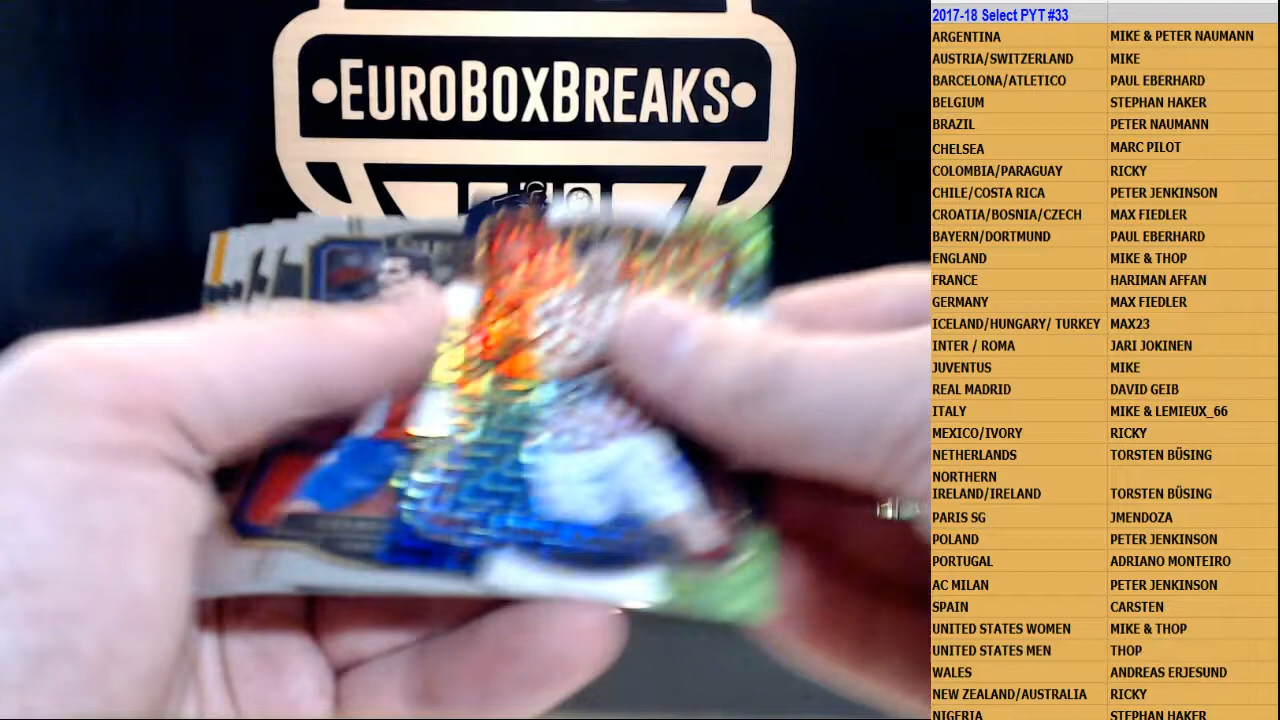 EUROBOXBREAKS
2017-18 Select PYT #33
ARGENTINA MIKE & PETER NAUMANN
AUSTRIA/SWITZERLAND MIKE
BARCELONA/ATLETICO PAUL EBERHARD
BELGIUM STEPHAN HAKER
BRAZIL PETER NAUMANN
CHELSEA MARC PILOT
COLOMBIA/PARAGUAY RICKY
CHILE/COSTA RICA PETER JENKINSON
CROATIA/BOSNIA/CZECH MAX FIEDLER
BAYERN/DORTMUND PAUL EBERHARD
ENGLAND MIKE & THOP
FRANCE HARIMAN AFFAN
GERMANY MAX FIEDLER
ICELAND/HUNGARY/ TURKEY MAX23
INTER / ROMA JARI JOKINEN
JUVENTUS MIKE
REAL MADRID DAVID GEIB
ITALY MIKE & LEMIEUX_66
MEXICO/IVORY RICKY
NETHERLANDS TORSTEN BÜSING
NORTHERN
IRELAND/IRELAND TORSTEN BÜSING
PARIS SG JMENDOZA
POLAND PETER JENKINSON
PORTUGAL ADRIANO MONTEIRO
AC MILAN PETER JENKINSON
SPAIN CARSTEN
UNITED STATES WOMEN MIKE & THOP
UNITED STATES MEN THOP
WALES ANDREAS ERJESUND
NEW ZEALAND/AUSTRALIA RICKY
NIGERIA STEPHAN HAKER